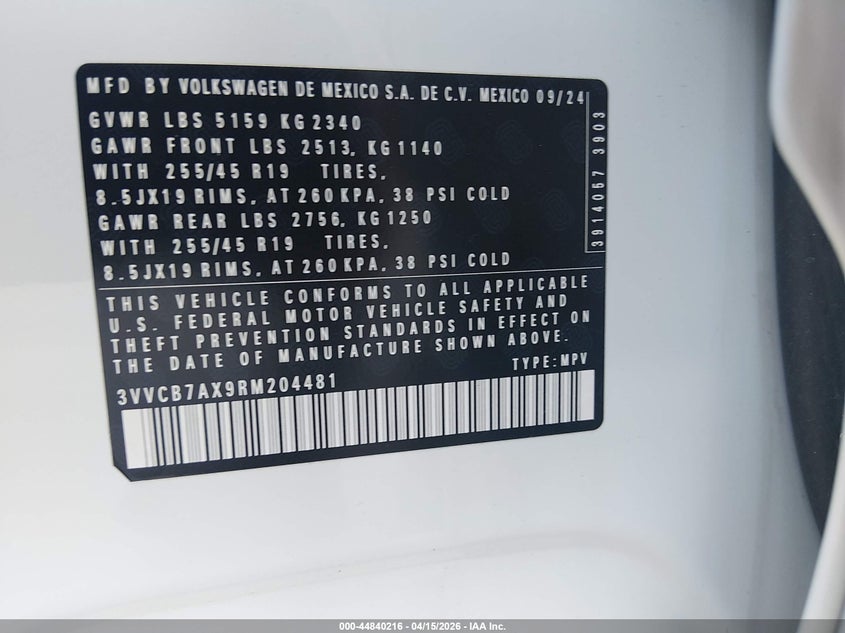 MFD BY VOLKSWAGEN DE MEXICO S.A. DE C.V. MEXICO 09/24
GVWR LBS 5159 KG 2340
GAWR FRONT LBS 2513, KG 1140
WITH 255/45 R19 TIRES,
8.5JX19 RIMS, AT 260 KPA, 38 PSI COLD
GAWR REAR LBS 2756, KG 1250
WITH 255/45 R19 TIRES,
8.5JX19 RIMS, AT 260 KPA, 38 PSI COLD
3914067 3903
THIS VEHICLE CONFORMS TO ALL APPLICABLE
U.S. FEDERAL MOTOR VEHICLE SAFETY AND
THEFT PREVENTION STANDARDS IN EFFECT ON
THE DATE OF MANUFACTURE SHOWN ABOVE.
TYPE: MPV
3VVCB7AX9RM204481
000-44840216 - 04/15/2026 - IAA Inc.